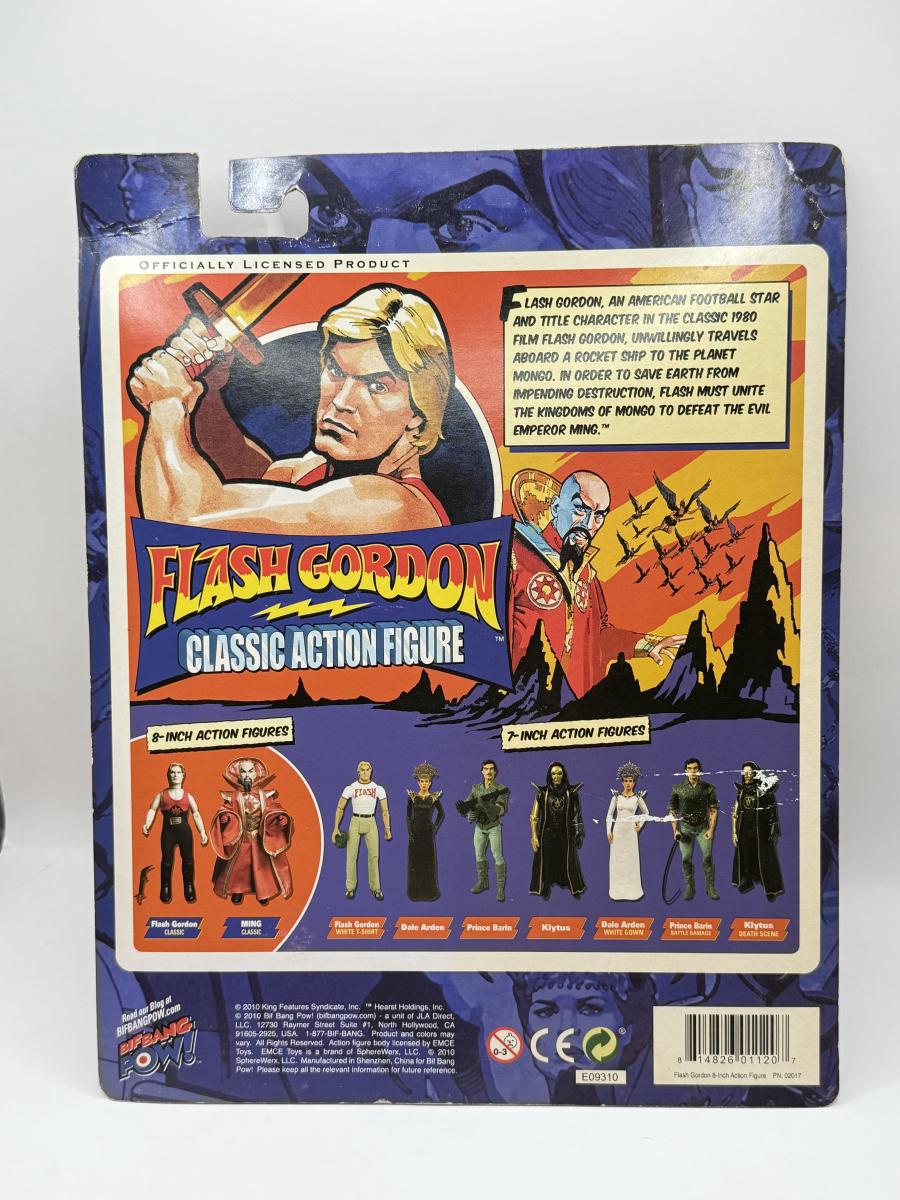 OFFICIALLY LICENSED PRODUCT
FLASH GORDON, AN AMERICAN FOOTBALL STAR
AND TITLE CHARACTER IN THE CLASSIC 1980
FILM FLASH GORDON, UNWILLINGLY TRAVELS
ABOARD A ROCKET SHIP TO THE PLANET
MONGO. IN ORDER TO SAVE EARTH FROM
IMPENDING DESTRUCTION, FLASH MUST UNITE
THE KINGDOMS OF MONGO TO DEFEAT THE EVIL
EMPEROR MING.™
FLASH GORDON
CLASSIC ACTION FIGURE
™
8-INCH ACTION FIGURES
7-INCH ACTION FIGURES
FLASH
Flash Gordon
CLASSIC
MING
CLASSIC
Flash Gordon
WHITE T-SHIRT
Dale Arden
Prince Barin
Klytus
Dale Arden
WHITE GOWN
Prince Barin
BATTLE DAMAGE
Klytus
DEATH SCENE
Read our Blog at
BIFBANGPOW.com
BIF BANG
POW!
© 2010 King Features Syndicate, Inc. ™ Hearst Holdings, Inc.
© 2010 Bif Bang Pow! (bifbangpow.com) - a unit of JLA Direct,
LLC. 12730 Raymer Street Suite #1, North Hollywood, CA
91605-2925, USA. 1-877-BIF-BANG. Product and colors may
vary. All Rights Reserved. Action figure body licensed by EMCE
Toys. EMCE Toys is a brand of SphereWerx, LLC. © 2010
SphereWerx, LLC. Manufactured in Shenzhen, China for Bif Bang
Pow! Please keep all the relevant information for future reference.
0-3
CE
®
E09310
8 14826 01120 7
Flash Gordon 8-Inch Action Figure PN: 02017